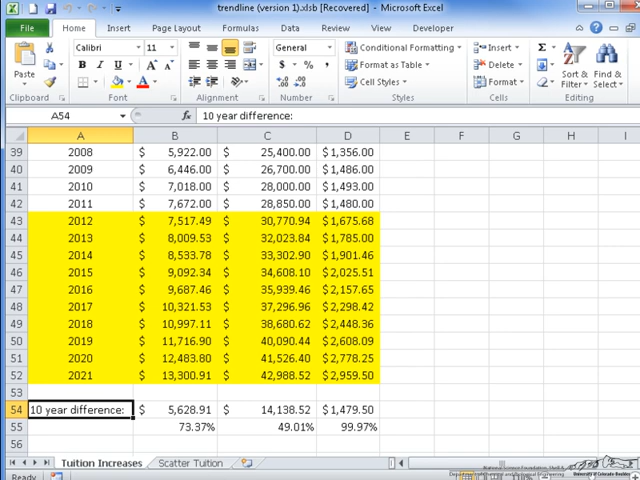 trendline (version 1).xlsb [Recovered] - Microsoft Excel
File Home Insert Page Layout Formulas Data Review View Developer
Calibri 11 General Conditional Formatting Insert Σ
Paste B I U A $ % , Format as Table Delete Sort & Filter Find & Select
Cell Styles Format
Clipboard Font Alignment Number Styles Cells Editing
A54 fx 10 year difference:
A B C D E F G H I
39 2008 $ 5,922.00 $ 25,400.00 $ 1,356.00
40 2009 $ 6,446.00 $ 26,700.00 $ 1,486.00
41 2010 $ 7,018.00 $ 28,000.00 $ 1,493.00
42 2011 $ 7,672.00 $ 28,850.00 $ 1,480.00
43 2012 $ 7,517.49 $ 30,770.94 $ 1,675.68
44 2013 $ 8,009.53 $ 32,023.84 $ 1,785.00
45 2014 $ 8,533.78 $ 33,302.90 $ 1,901.46
46 2015 $ 9,092.34 $ 34,608.10 $ 2,025.51
47 2016 $ 9,687.46 $ 35,939.46 $ 2,157.65
48 2017 $ 10,321.53 $ 37,296.96 $ 2,298.42
49 2018 $ 10,997.11 $ 38,680.62 $ 2,448.36
50 2019 $ 11,716.90 $ 40,090.44 $ 2,608.09
51 2020 $ 12,483.80 $ 41,526.40 $ 2,778.25
52 2021 $ 13,300.91 $ 42,988.52 $ 2,959.50
53
54 10 year difference: $ 5,628.91 $ 14,138.52 $ 1,479.50
55 73.37% 49.01% 99.97%
56
Tuition Increases Scatter Tuition
Ready